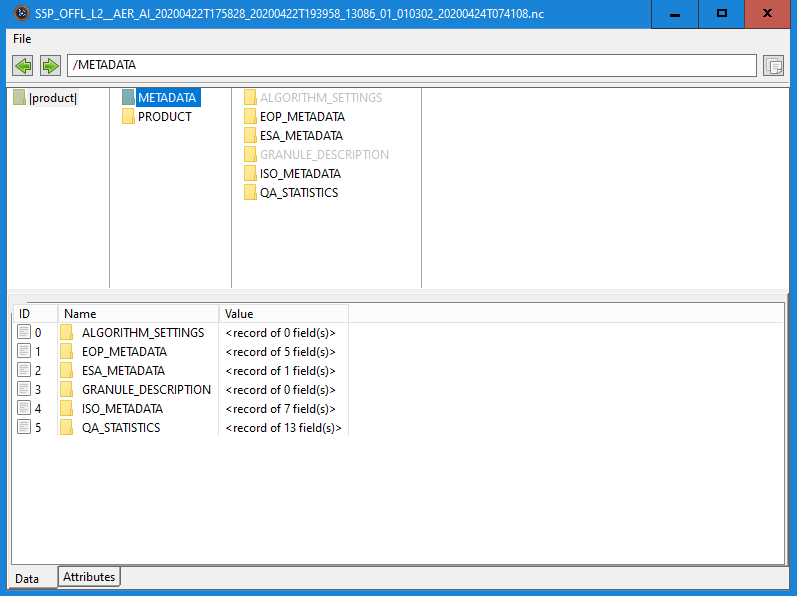 S5P_OFFL_L2__AER_AI_20200422T175828_20200422T193958_13086_01_010302_20200424T074108.nc
File
/METADATA
|product|
METADATA
PRODUCT
ALGORITHM_SETTINGS
EOP_METADATA
ESA_METADATA
GRANULE_DESCRIPTION
ISO_METADATA
QA_STATISTICS
ID Name Value
0 ALGORITHM_SETTINGS <record of 0 field(s)>
1 EOP_METADATA <record of 5 field(s)>
2 ESA_METADATA <record of 1 field(s)>
3 GRANULE_DESCRIPTION <record of 0 field(s)>
4 ISO_METADATA <record of 7 field(s)>
5 QA_STATISTICS <record of 13 field(s)>
Data Attributes